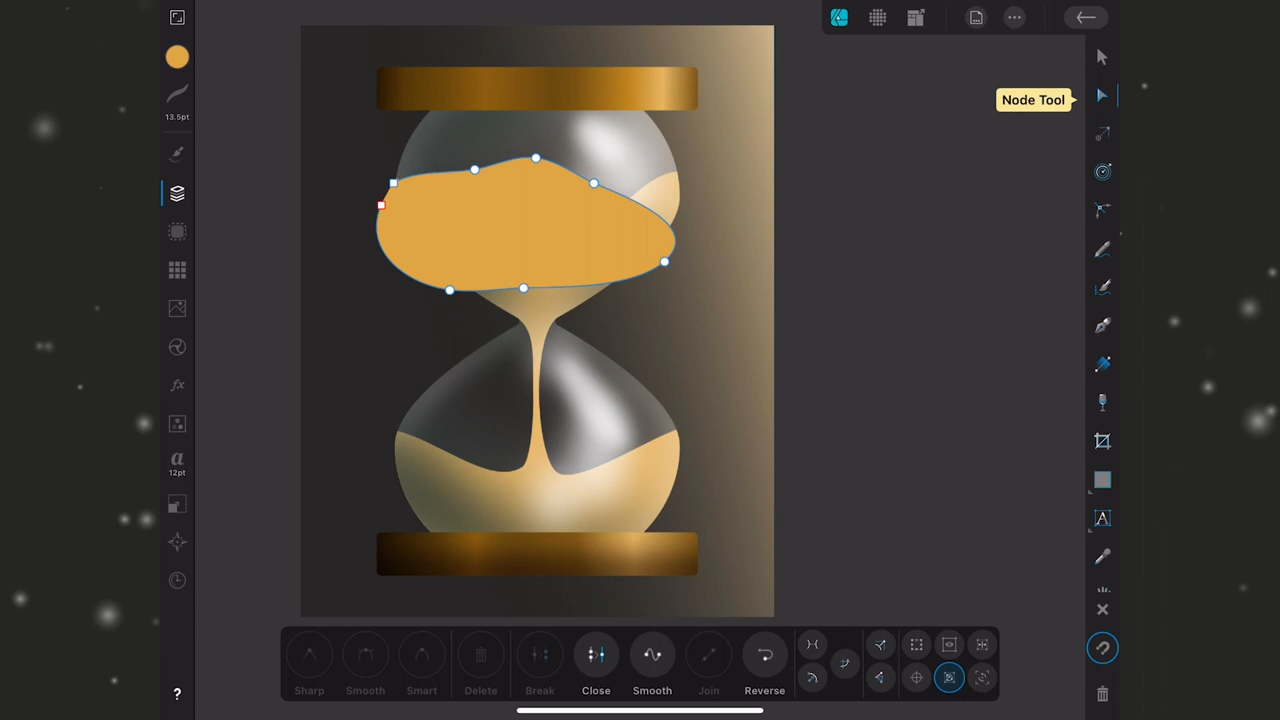 13.5pt
a
12pt
?
Node Tool
A
Sharp
Smooth
Smart
Delete
Break
Close
Smooth
Join
Reverse